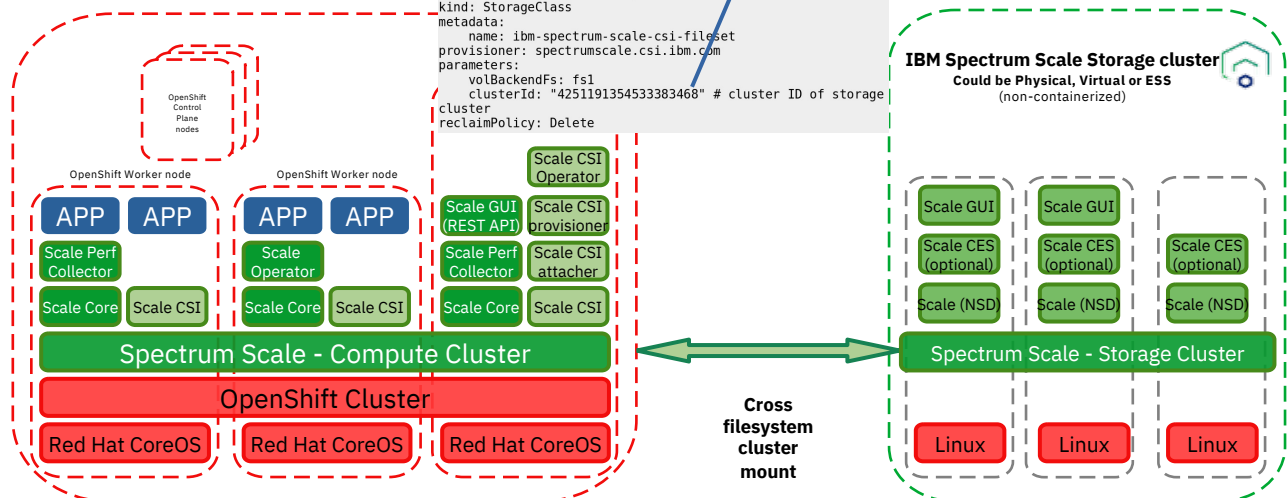 kind: StorageClass
metadata:
name: ibm-spectrum-scale-csi-fileset
provisioner: spectrumscale.csi.ibm.com
parameters:
volBackendFs: fs1
clusterId: "4251191354533383468" # cluster ID of storage
cluster
reclaimPolicy: Delete
OpenShift
Control
Plane
nodes
OpenShift Worker node
APP
APP
Scale Perf
Collector
Scale Core
Scale CSI
OpenShift Worker node
APP
APP
Scale
Operator
Scale Core
Scale CSI
Scale CSI
Operator
Scale GUI
(REST API)
Scale CSI
provisioner
Scale Perf
Collector
Scale CSI
attacher
Scale Core
Scale CSI
Spectrum Scale - Compute Cluster
OpenShift Cluster
Red Hat CoreOS
Red Hat CoreOS
Red Hat CoreOS
Cross
filesystem
cluster
mount
IBM Spectrum Scale Storage cluster
Could be Physical, Virtual or ESS
(non-containerized)
Scale GUI
Scale GUI
Scale CES
(optional)
Scale CES
(optional)
Scale CES
(optional)
Scale (NSD)
Scale (NSD)
Scale (NSD)
Spectrum Scale - Storage Cluster
Linux
Linux
Linux